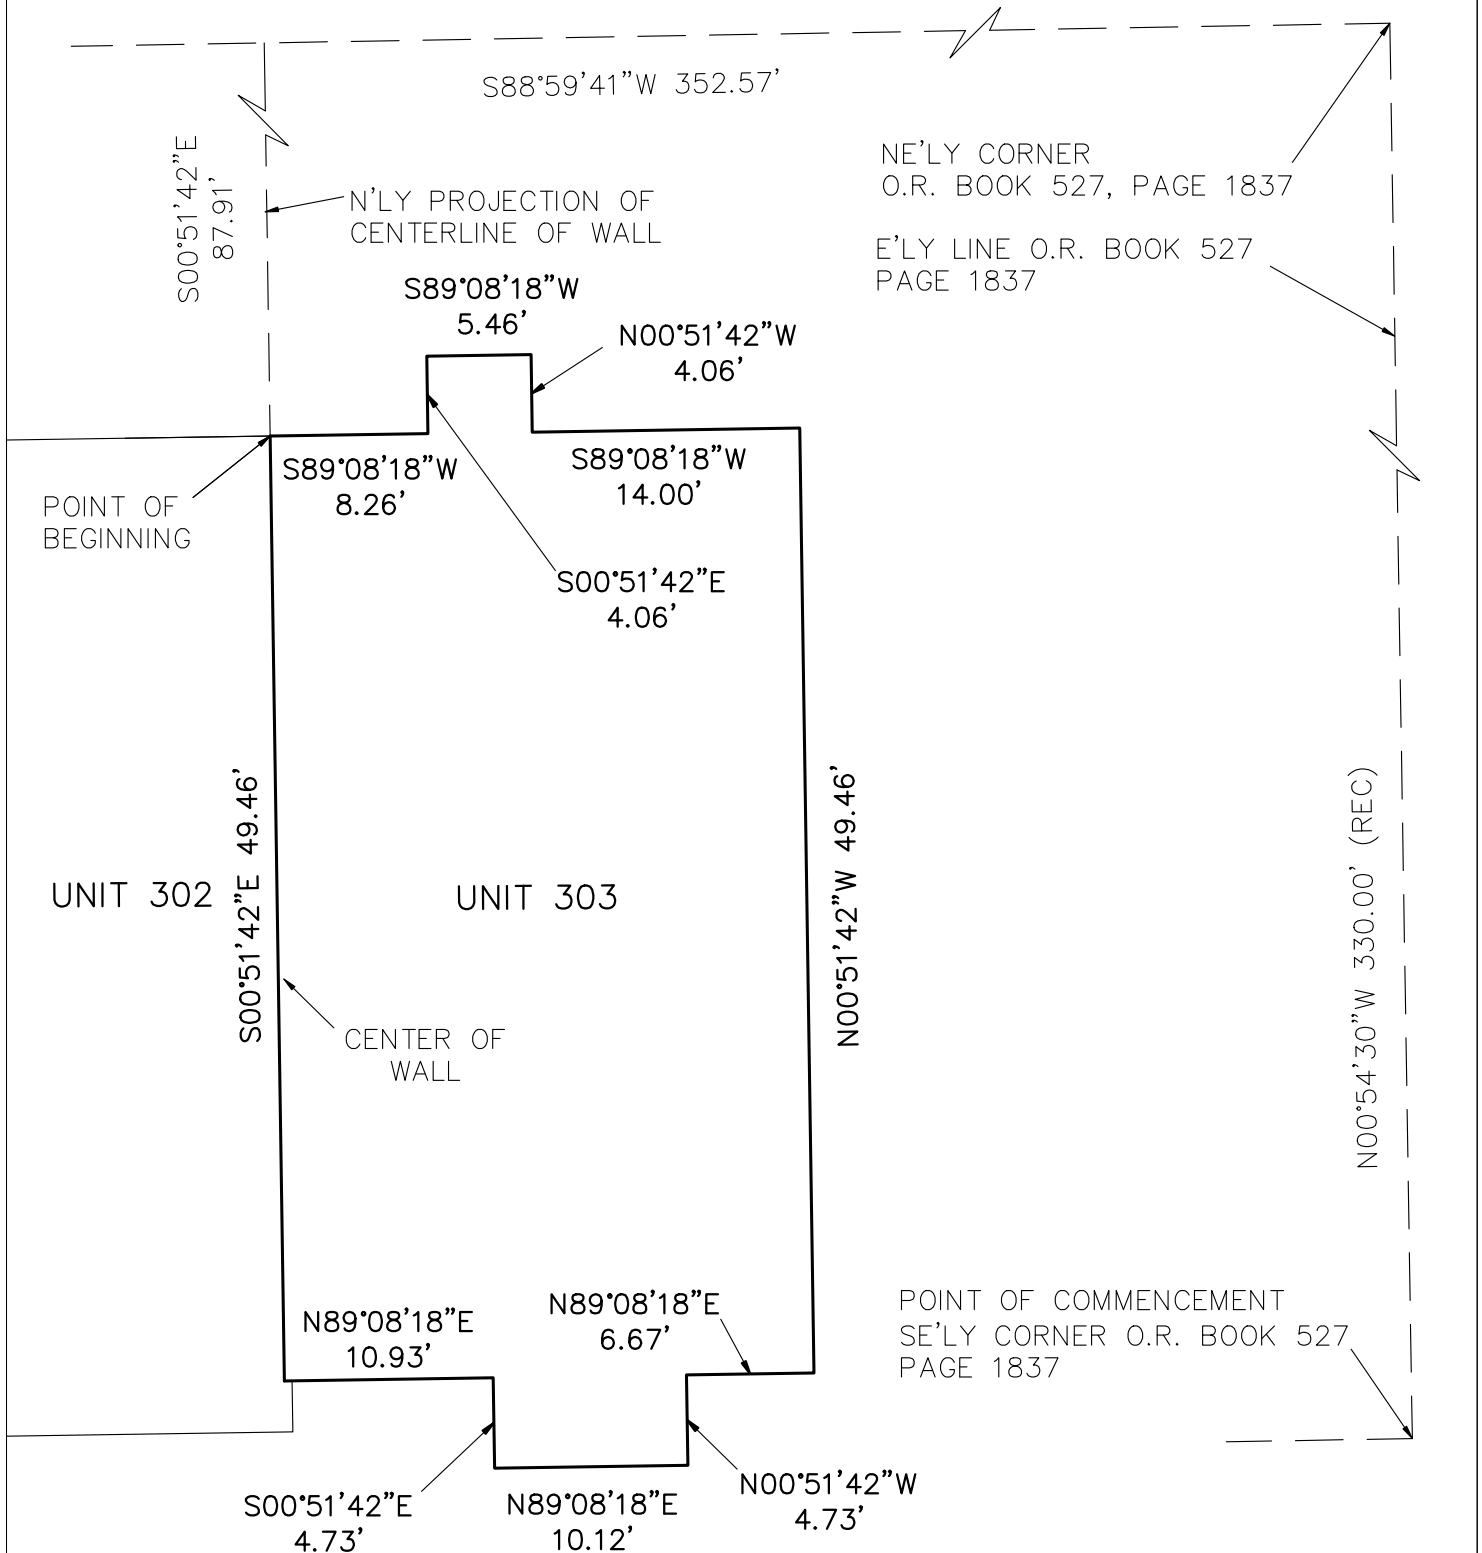 S88°59'41"W 352.57'
NE'LY CORNER
O.R. BOOK 527, PAGE 1837
S00°51'42"E
87.91'
N'LY PROJECTION OF
CENTERLINE OF WALL
E'LY LINE O.R. BOOK 527
PAGE 1837
S89°08'18"W
5.46'
N00°51'42"W
4.06'
S89°08'18"W
8.26'
S89°08'18"W
14.00'
POINT OF
BEGINNING
S00°51'42"E
4.06'
S00°51'42"E 49.46'
N00°51'42"W 49.46'
N00°54'30"W 330.00' (REC)
UNIT 302
UNIT 303
CENTER OF
WALL
N89°08'18"E
10.93'
N89°08'18"E
6.67'
POINT OF COMMENCEMENT
SE'LY CORNER O.R. BOOK 527
PAGE 1837
S00°51'42"E
4.73'
N89°08'18"E
10.12'
N00°51'42"W
4.73'